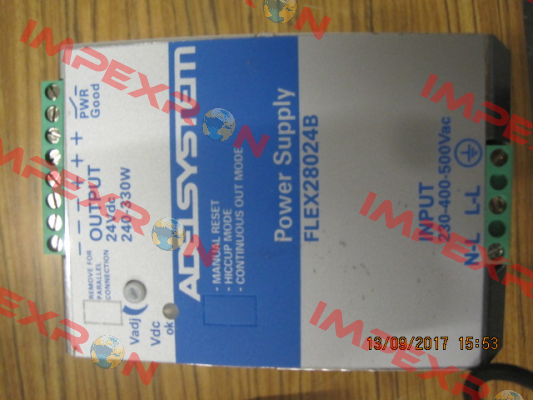 PWR
Good
- - - + + +
OUTPUT
24Vdc
240-330W
REMOVE FOR
PARALLEL
CONNECTION
Vadj
Vdc
ok
ADELSYSTEM
• MANUAL RESET
• HICCUP MODE
• CONTINUOUS OUT MODE
Power Supply
FLEX28024B
INPUT
230-400-500Vac
N-L L-L
13/09/2017 15:53
IMPEXRON